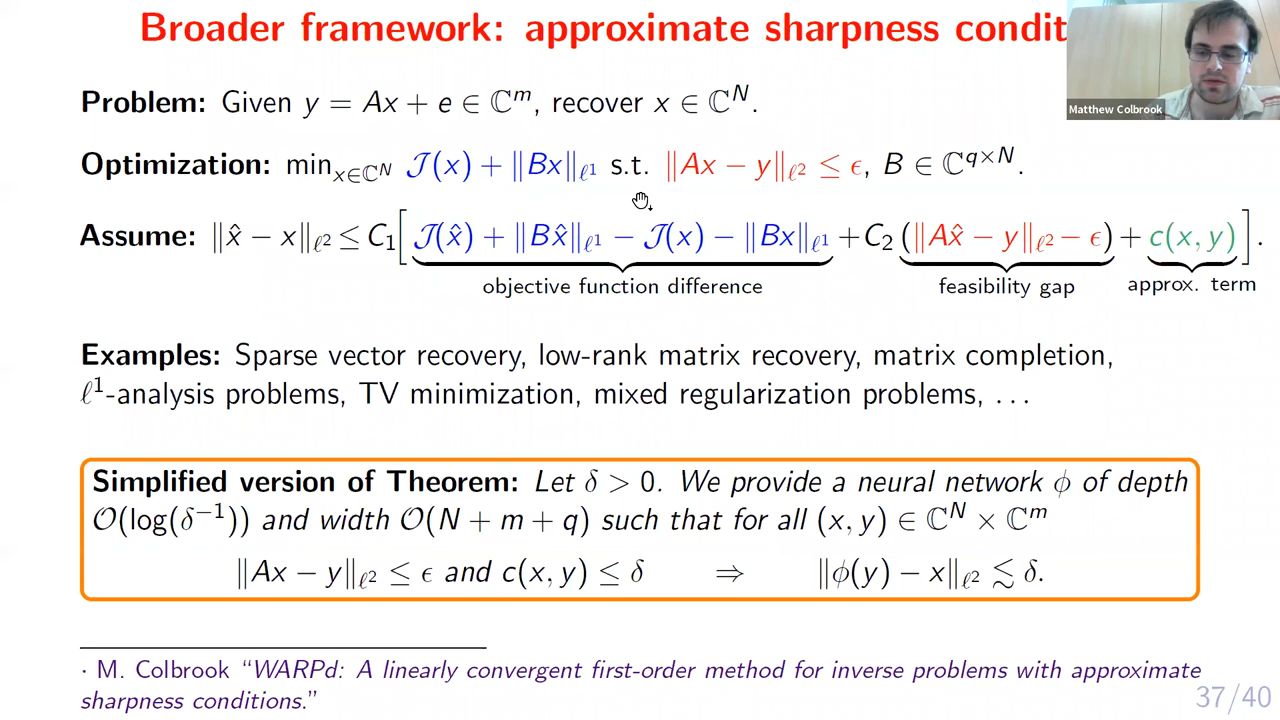 Broader framework: approximate sharpness condit
Matthew Colbrook
Problem: Given y = Ax + e ∈ ℂ^m, recover x ∈ ℂ^N.
Optimization: min_{x∈ℂ^N} 𝒥(x) + ‖Bx‖_{ℓ¹} s.t. ‖Ax − y‖_{ℓ²} ≤ ϵ, B ∈ ℂ^{q×N}.
Assume: ‖x̂ − x‖_{ℓ²} ≤ C₁[𝒥(x̂) + ‖Bx̂‖_{ℓ¹} − 𝒥(x) − ‖Bx‖_{ℓ¹} + C₂(‖Ax̂ − y‖_{ℓ²} − ϵ) + c(x, y)].
objective function difference feasibility gap approx. term
Examples: Sparse vector recovery, low-rank matrix recovery, matrix completion,
ℓ¹-analysis problems, TV minimization, mixed regularization problems, ...
Simplified version of Theorem: Let δ > 0. We provide a neural network ϕ of depth
𝒪(log(δ⁻¹)) and width 𝒪(N + m + q) such that for all (x, y) ∈ ℂ^N × ℂ^m
‖Ax − y‖_{ℓ²} ≤ ϵ and c(x, y) ≤ δ ⇒ ‖ϕ(y) − x‖_{ℓ²} ≲ δ.
· M. Colbrook “WARPd: A linearly convergent first-order method for inverse problems with approximate
sharpness conditions.”
37/40